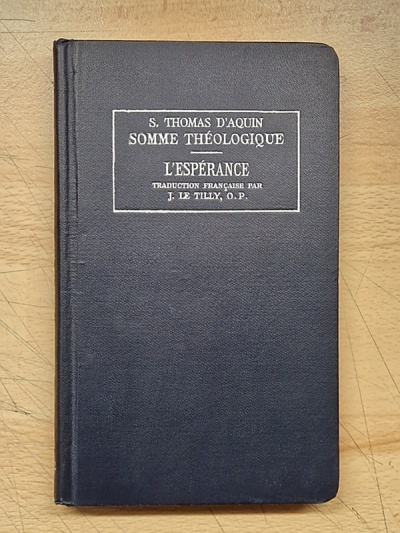 S. THOMAS D'AQUIN
SOMME THÉOLOGIQUE
L'ESPÉRANCE
TRADUCTION FRANÇAISE PAR
J. LE TILLY, O. P.